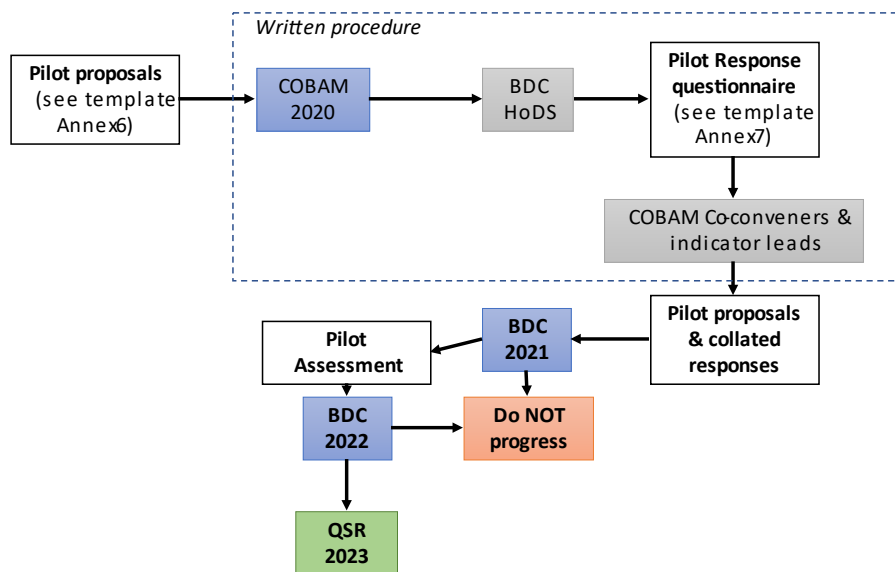 Written procedure
Pilot proposals
(see template
Annex6)
COBAM
2020
BDC
HoDS
Pilot Response
questionnaire
(see template
Annex7)
COBAM Co-conveners &
indicator leads
Pilot proposals
& collated
responses
BDC
2021
Pilot
Assessment
BDC
2022
Do NOT
progress
QSR
2023